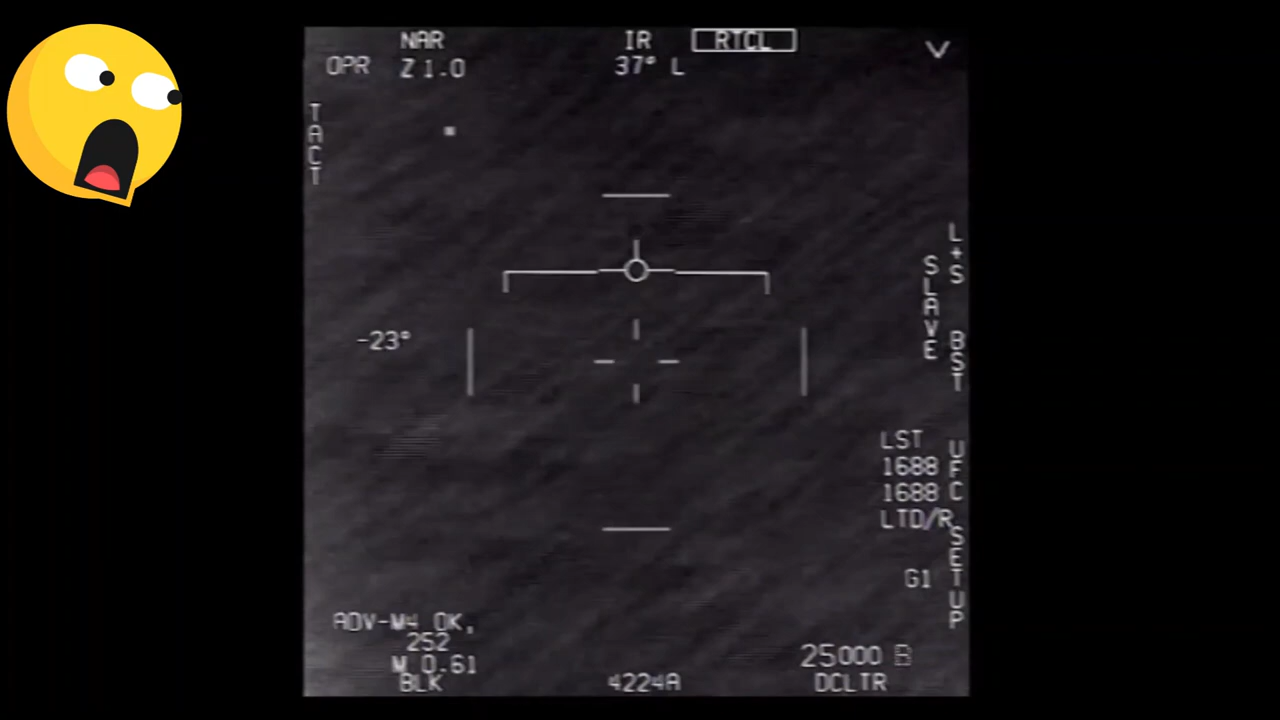 NAR IR RTCL
OPR Z 1.0 37° L
TACT
L+S
SLAVE
-23°
BST
LST
1688
1688
LTD/R
UFC
SETUP
G1
ADV-M4 OK,
252
M 0.61
25000 B
BLK 4224A DCLTR